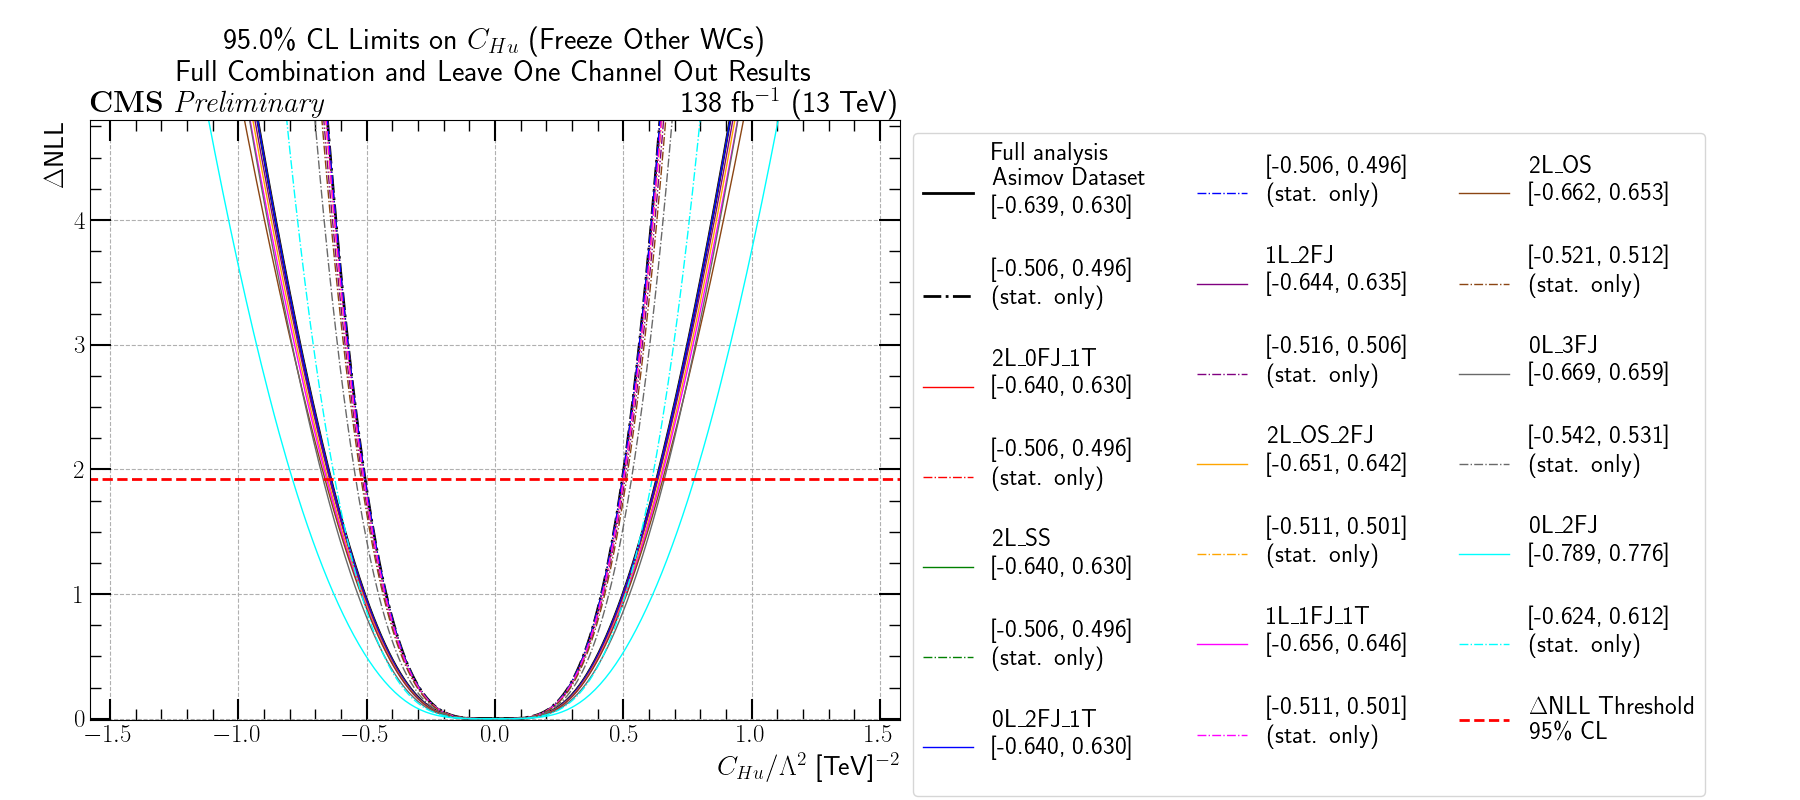 95.0% CL Limits on C_{Hu} (Freeze Other WCs)
Full Combination and Leave One Channel Out Results
CMS Preliminary 138 fb^{-1} (13 TeV)
ΔNLL
4
3
2
1
0
−1.5 −1.0 −0.5 0.0 0.5 1.0 1.5
C_{Hu}/Λ^2 [TeV]^{-2}
Full analysis
Asimov Dataset
[-0.639, 0.630]
[-0.506, 0.496]
(stat. only)
2L_0FJ_1T
[-0.640, 0.630]
[-0.506, 0.496]
(stat. only)
2L_SS
[-0.640, 0.630]
[-0.506, 0.496]
(stat. only)
0L_2FJ_1T
[-0.640, 0.630]
[-0.506, 0.496]
(stat. only)
1L_2FJ
[-0.644, 0.635]
[-0.516, 0.506]
(stat. only)
2L_OS_2FJ
[-0.651, 0.642]
[-0.511, 0.501]
(stat. only)
1L_1FJ_1T
[-0.656, 0.646]
[-0.511, 0.501]
(stat. only)
2L_OS
[-0.662, 0.653]
[-0.521, 0.512]
(stat. only)
0L_3FJ
[-0.669, 0.659]
[-0.542, 0.531]
(stat. only)
0L_2FJ
[-0.789, 0.776]
[-0.624, 0.612]
(stat. only)
ΔNLL Threshold
95% CL